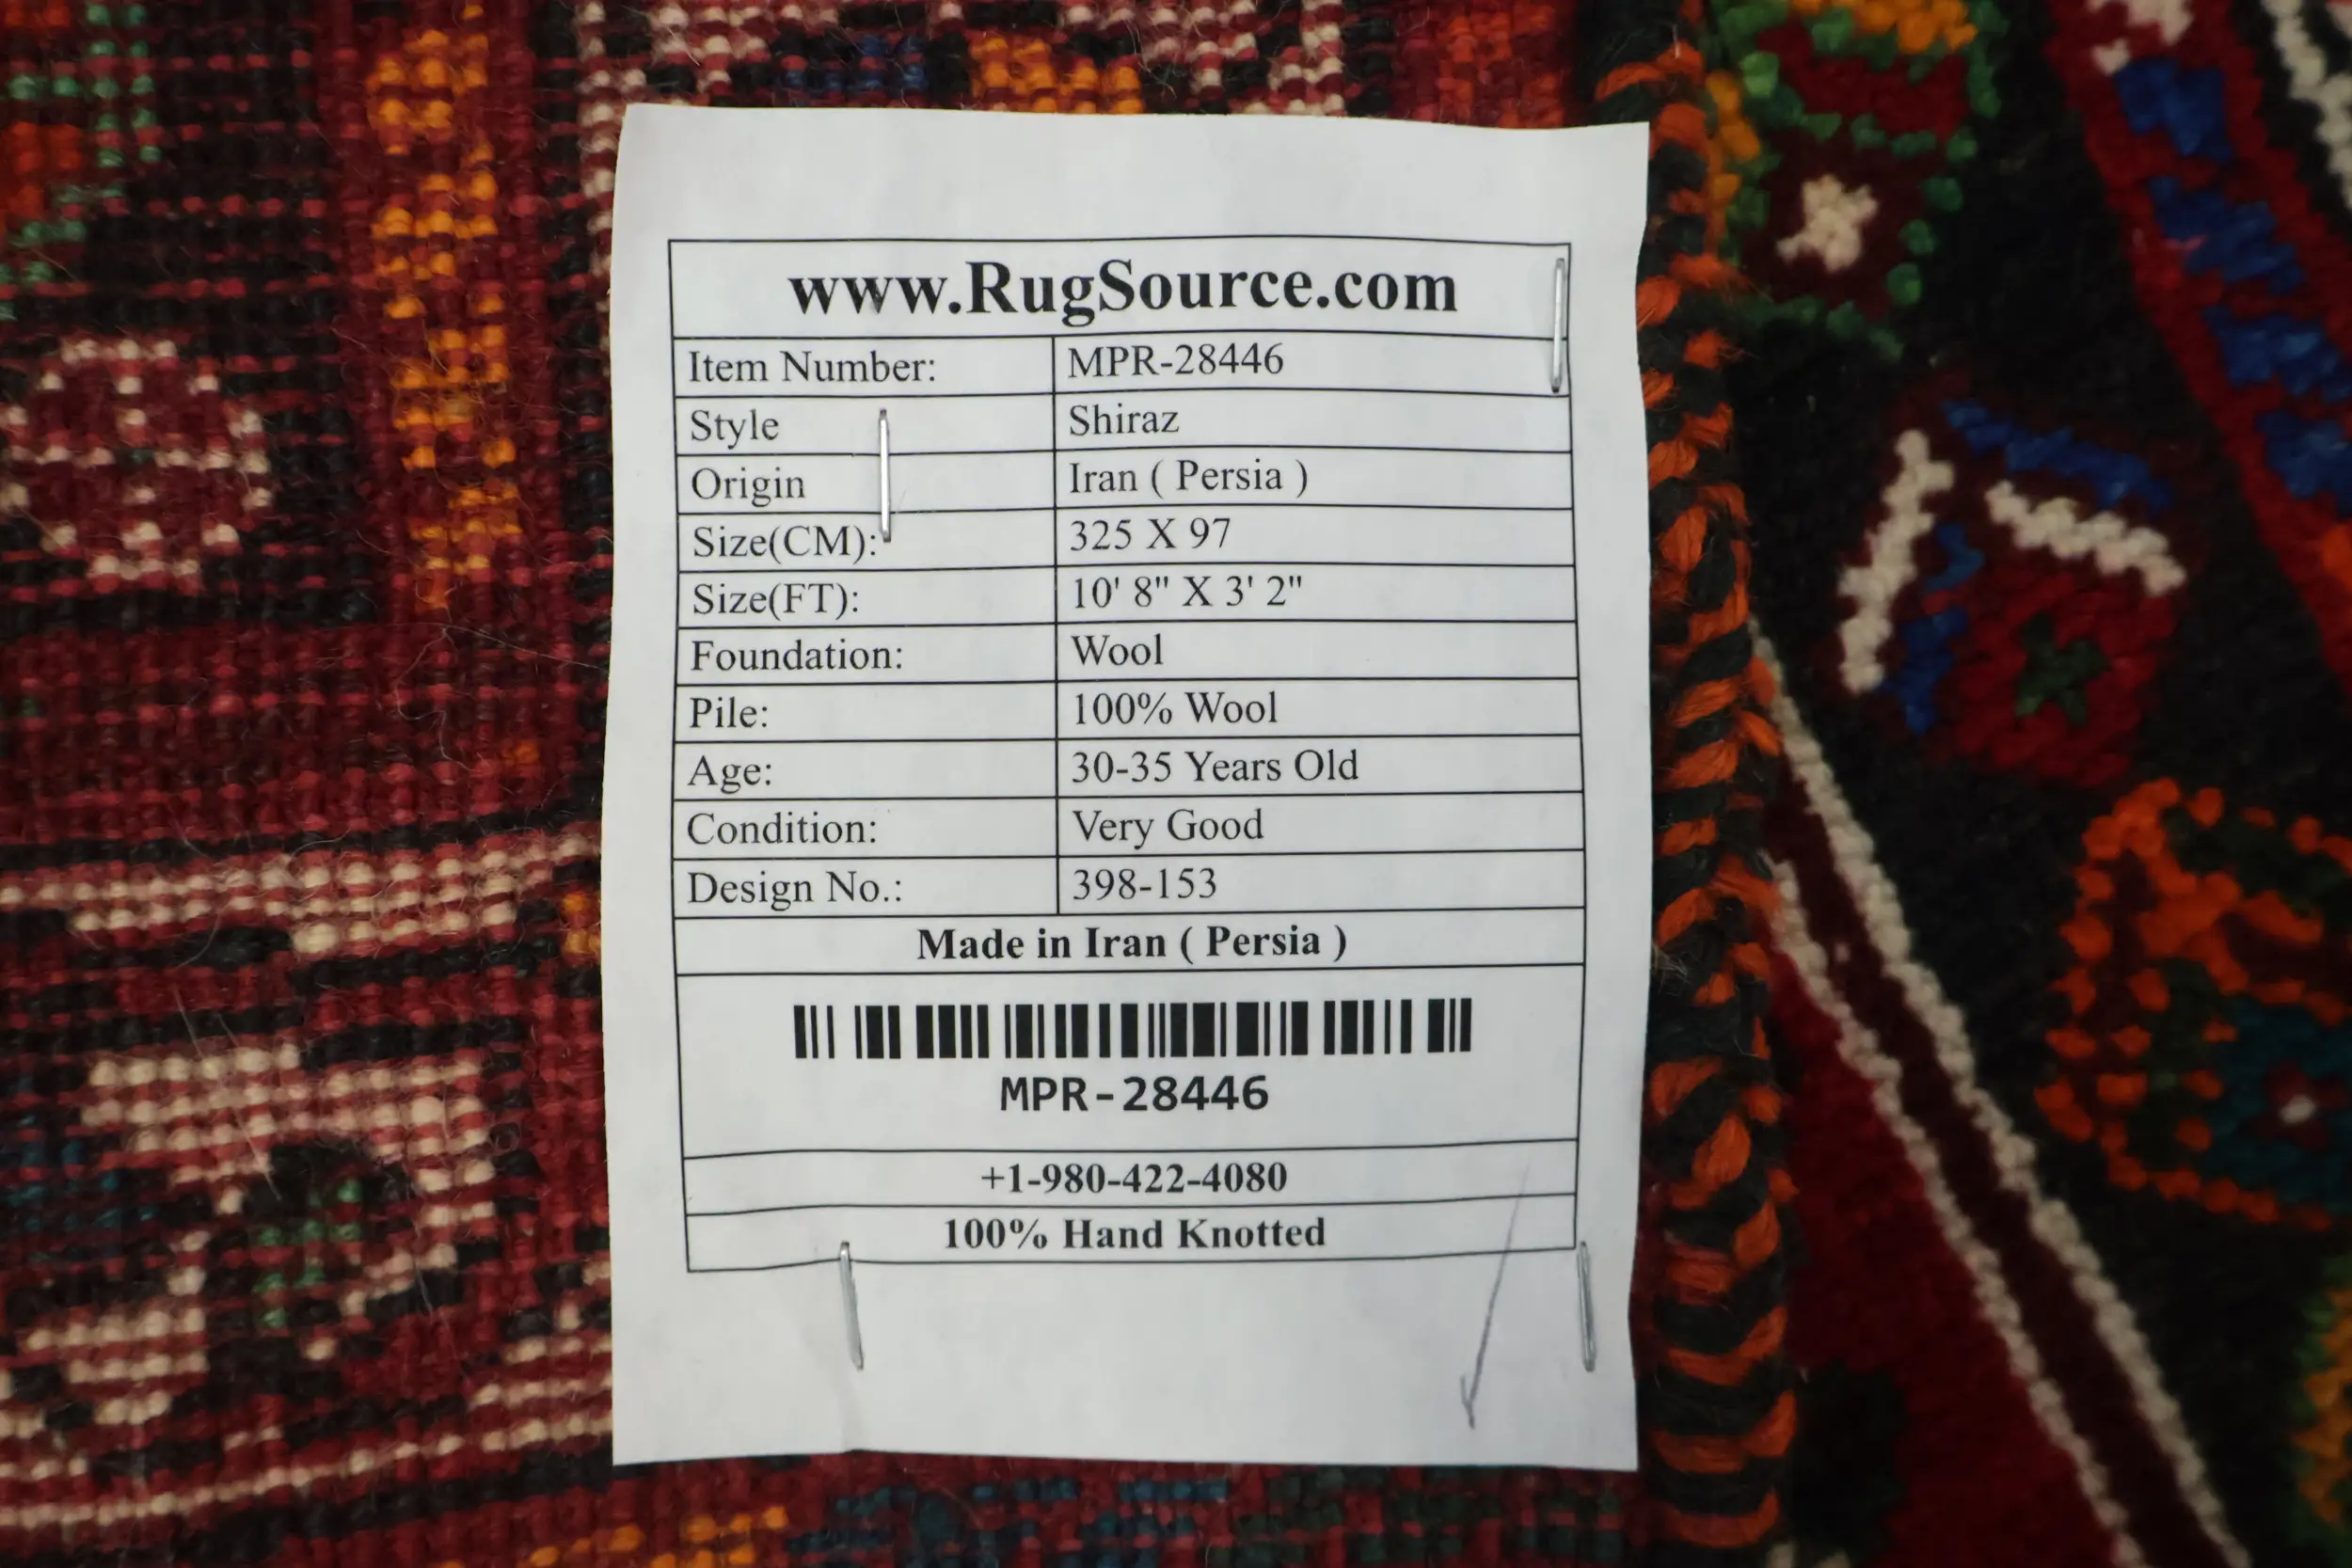 www.RugSource.com
Item Number: MPR-28446
Style Shiraz
Origin Iran ( Persia )
Size(CM): 325 X 97
Size(FT): 10' 8" X 3' 2"
Foundation: Wool
Pile: 100% Wool
Age: 30-35 Years Old
Condition: Very Good
Design No.: 398-153
Made in Iran ( Persia )
MPR-28446
+1-980-422-4080
100% Hand Knotted